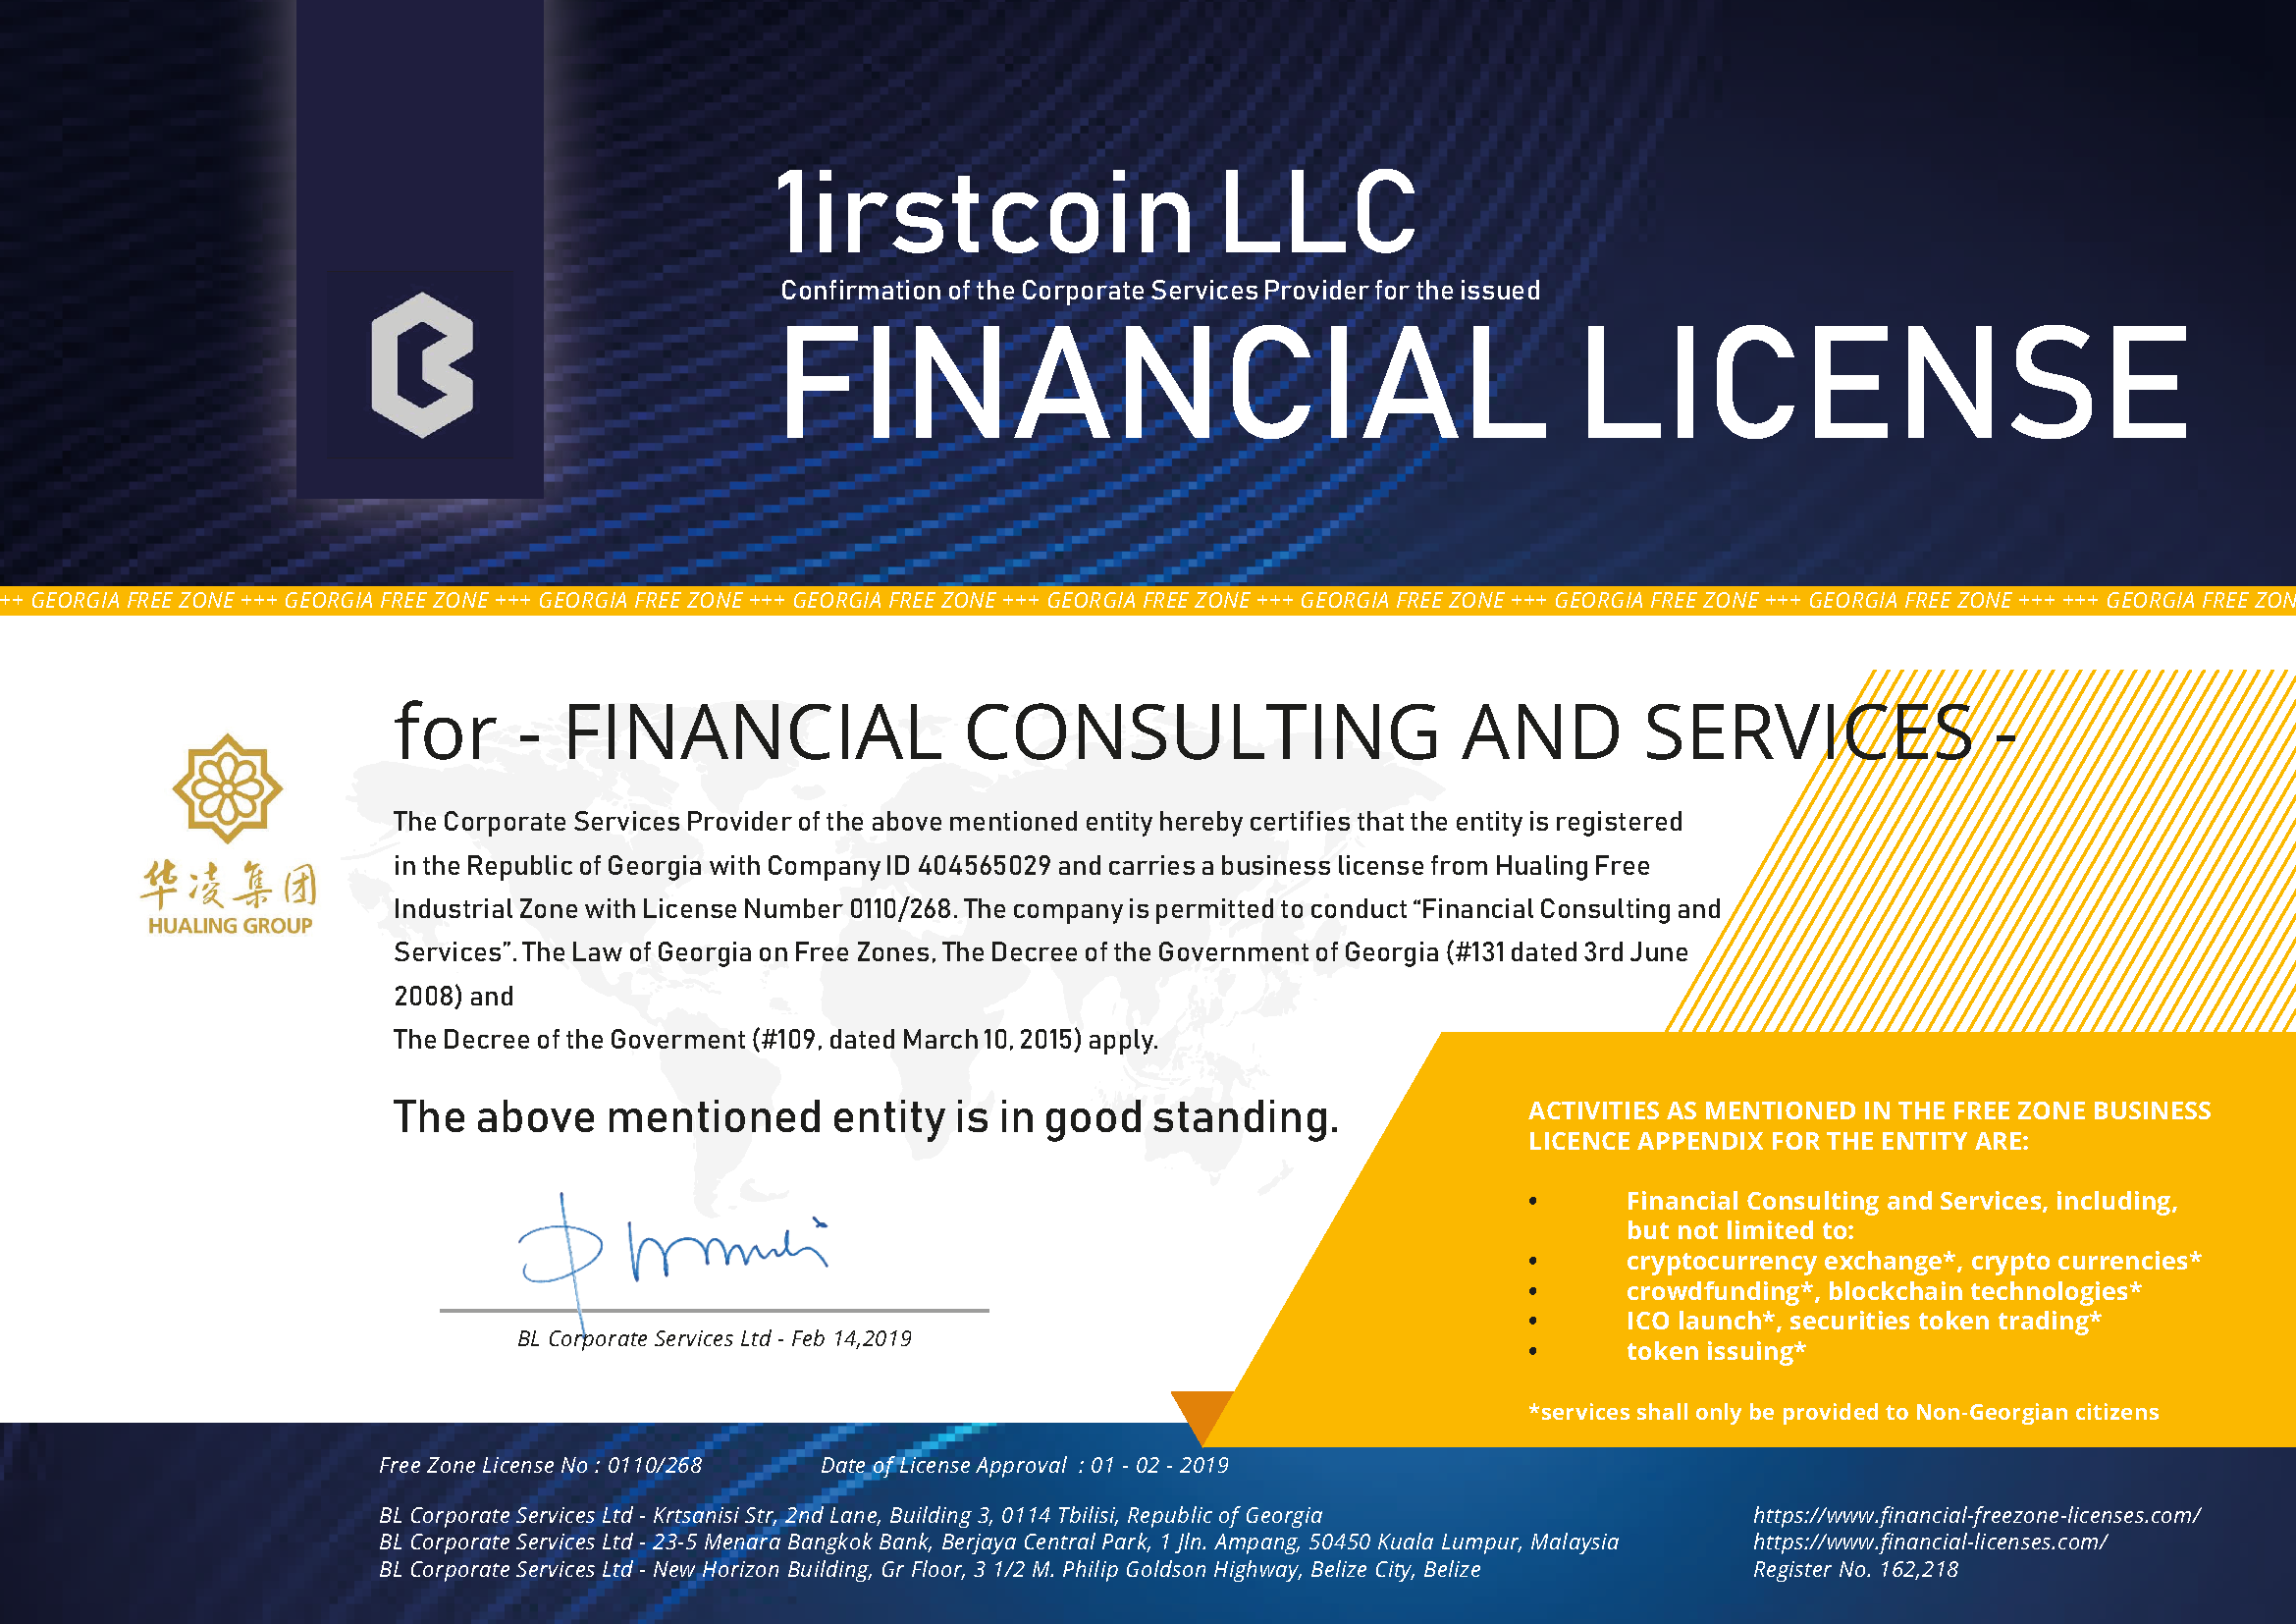 1irstcoin LLC
Confirmation of the Corporate Services Provider for the issued
FINANCIAL LICENSE
++ GEORGIA FREE ZONE +++ GEORGIA FREE ZONE +++ GEORGIA FREE ZONE +++ GEORGIA FREE ZONE +++ GEORGIA FREE ZONE +++ GEORGIA FREE ZONE +++ GEORGIA FREE ZONE +++ GEORGIA FREE ZONE +++ +++ GEORGIA FREE ZON
华凌集团
HUALING GROUP
for - FINANCIAL CONSULTING AND SERVICES -
The Corporate Services Provider of the above mentioned entity hereby certifies that the entity is registered
in the Republic of Georgia with Company ID 404565029 and carries a business license from Hualing Free
Industrial Zone with License Number 0110/268. The company is permitted to conduct “Financial Consulting and
Services”. The Law of Georgia on Free Zones, The Decree of the Government of Georgia (#131 dated 3rd June
2008) and
The Decree of the Goverment (#109, dated March 10, 2015) apply.
The above mentioned entity is in good standing.
BL Corporate Services Ltd - Feb 14,2019
ACTIVITIES AS MENTIONED IN THE FREE ZONE BUSINESS
LICENCE APPENDIX FOR THE ENTITY ARE:
• Financial Consulting and Services, including,
but not limited to:
• cryptocurrency exchange*, crypto currencies*
• crowdfunding*, blockchain technologies*
• ICO launch*, securities token trading*
• token issuing*
*services shall only be provided to Non-Georgian citizens
Free Zone License No : 0110/268 Date of License Approval : 01 - 02 - 2019
BL Corporate Services Ltd - Krtsanisi Str, 2nd Lane, Building 3, 0114 Tbilisi, Republic of Georgia
BL Corporate Services Ltd - 23-5 Menara Bangkok Bank, Berjaya Central Park, 1 Jln. Ampang, 50450 Kuala Lumpur, Malaysia
BL Corporate Services Ltd - New Horizon Building, Gr Floor, 3 1/2 M. Philip Goldson Highway, Belize City, Belize
https://www.financial-freezone-licenses.com/
https://www.financial-licenses.com/
Register No. 162,218